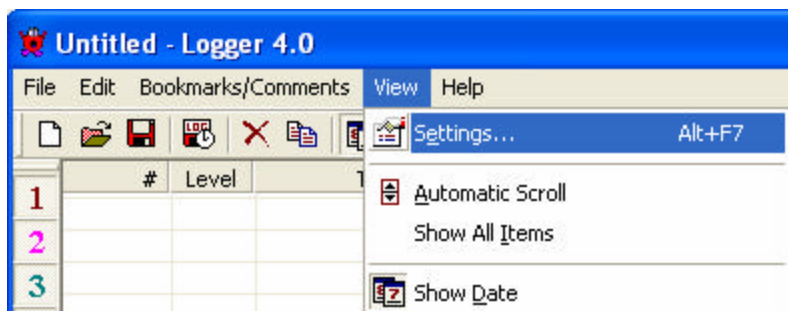 Untitled - Logger 4.0
File Edit Bookmarks/Comments View Help
Settings... Alt+F7
# Level
1 Automatic Scroll
2 Show All Items
3 Show Date